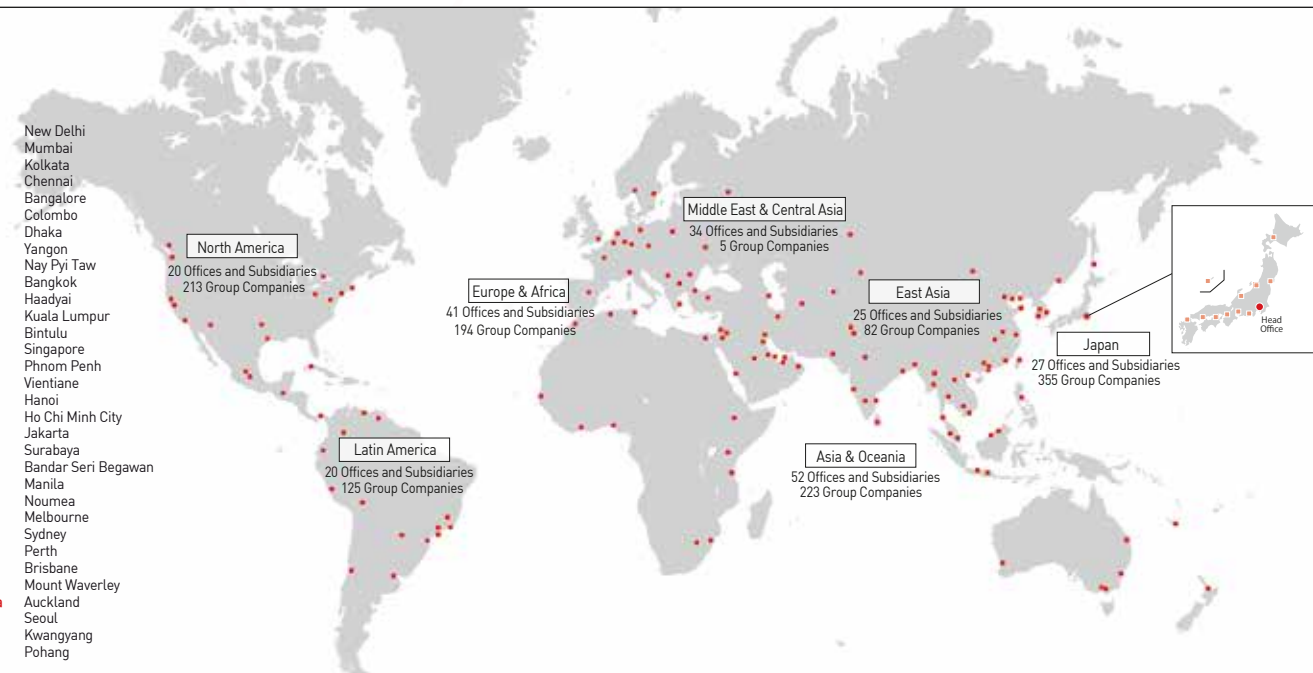 New Delhi
Mumbai
Kolkata
Chennai
Bangalore
Colombo
Dhaka
Yangon
Nay Pyi Taw
Bangkok
Haadyai
Kuala Lumpur
Bintulu
Singapore
Phnom Penh
Vientiane
Hanoi
Ho Chi Minh City
Jakarta
Surabaya
Bandar Seri Begawan
Manila
Noumea
Melbourne
Sydney
Perth
Brisbane
Mount Waverley
Auckland
Seoul
Kwangyang
Pohang
North America
20 Offices and Subsidiaries
213 Group Companies
Latin America
20 Offices and Subsidiaries
125 Group Companies
Europe & Africa
41 Offices and Subsidiaries
194 Group Companies
Middle East & Central Asia
34 Offices and Subsidiaries
5 Group Companies
East Asia
25 Offices and Subsidiaries
82 Group Companies
Asia & Oceania
52 Offices and Subsidiaries
223 Group Companies
Japan
27 Offices and Subsidiaries
355 Group Companies
Head
Office